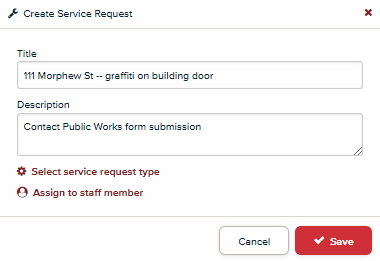 Create Service Request
Title
111 Morphew St -- graffiti on building door
Description
Contact Public Works form submission
Select service request type
Assign to staff member
Cancel
Save